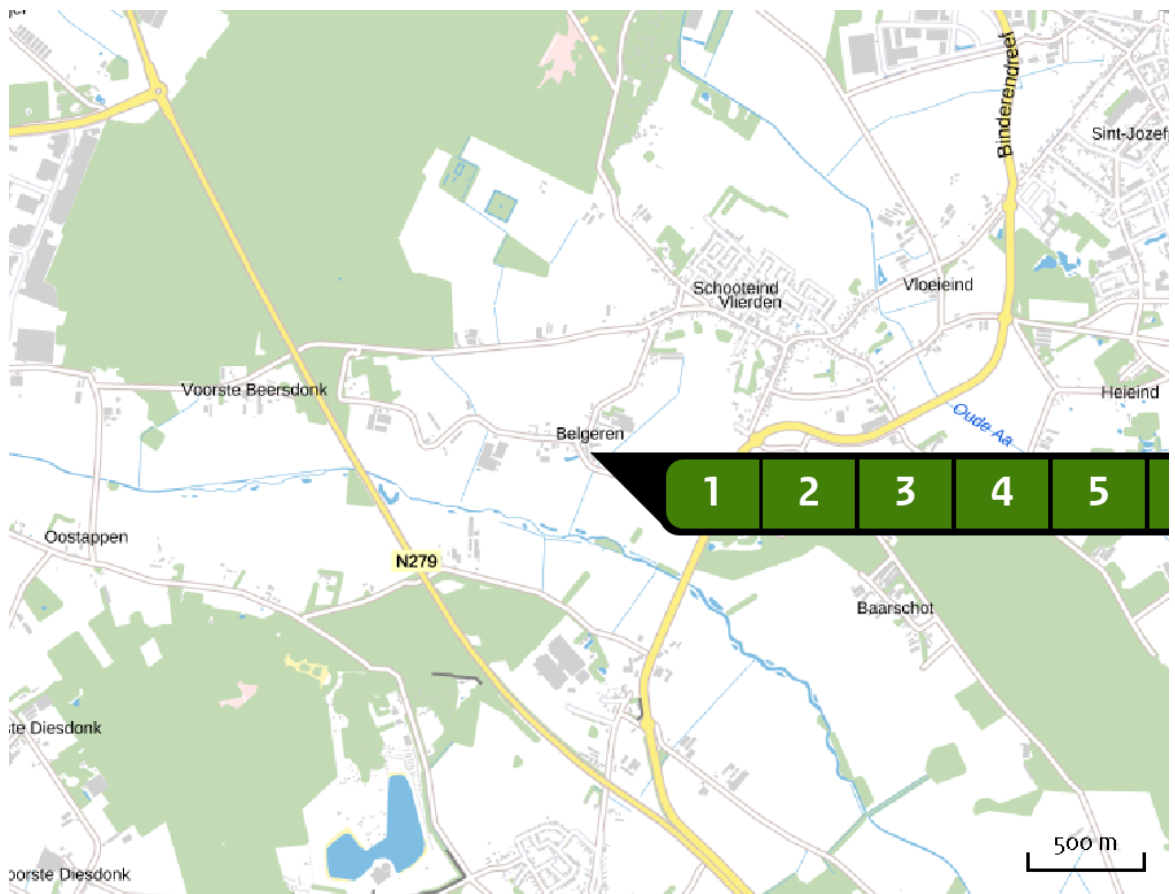 Binderendreef
Sint-Jozef
Schooteind
Vlierden
Vloeieind
Voorste Beersdonk
Heieind
Oude Aa
Belgeren
1 2 3 4 5
Oostappen
N279
Baarschot
ste Diesdonk
500 m
oorste Diesdonk